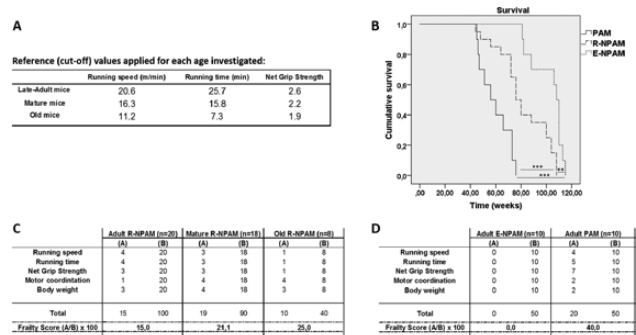 A
Reference (cut-off) values applied for each age investigated:
Running speed (m/min) Running time (min) Net Grip Strength
Late-Adult mice 20.6 25.7 2.6
Mature mice 16.3 15.8 2.2
Old mice 11.2 7.3 1.9
B
Survival
PAM
R-NPAM
E-NPAM
Cumulative survival
1,0
0,8
0,6
0,4
0,2
0,0
***
**
***
,00 20,00 40,00 60,00 80,00 100,00 120,00
Time (weeks)
C
Adult R-NPAM (n=20) Mature R-NPAM (n=18) Old R-NPAM (n=8)
(A) (B) (A) (B) (A) (B)
Running speed 4 20 3 18 1 8
Running time 4 20 3 18 1 8
Net Grip Strength 3 20 3 18 1 8
Motor coordintation 1 20 4 18 4 8
Body weight 3 20 4 18 3 8
Total 15 100 19 90 10 40
Frailty Score (A/B) x 100 15,0 21,1 25,0
D
Adult E-NPAM (n=10) Adult PAM (n=10)
(A) (B) (A) (B)
Running speed 0 10 4 10
Running time 0 10 5 10
Net Grip Strength 0 10 7 10
Motor coordination 0 10 2 10
Body weight 0 10 2 10
Total 0 50 20 50
Frailty Score (A/B) x 100 0,0 40,0